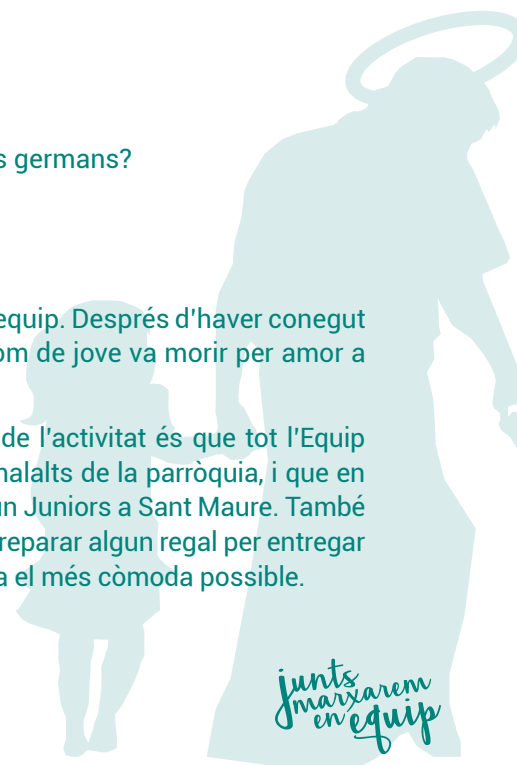 s germans?
equip. Després d'haver conegut
om de jove va morir per amor a
de l'activitat és que tot l'Equip
malalts de la parròquia, i que en
un Juniors a Sant Maure. També
reparar algun regal per entregar
a el més còmoda possible.
junts
marxarem
en equip